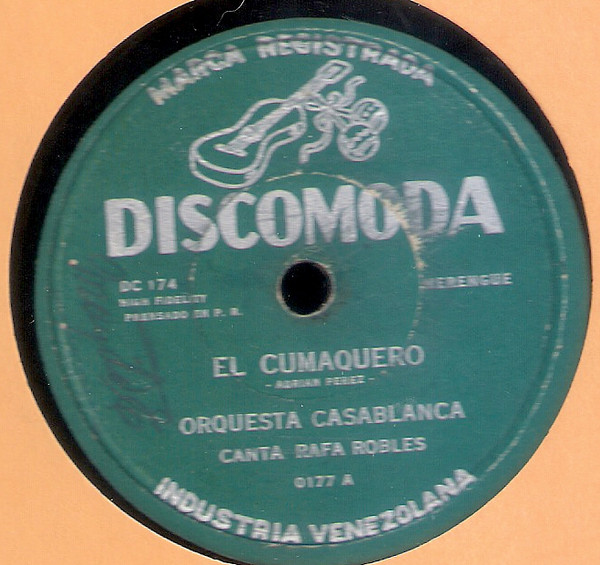 MARCA REGISTRADA
DISCOMODA
DC 174
HIGH FIDELITY
PRENSADO EN P. R.
MERENGUE
EL CUMAQUERO
- ADRIAN PEREZ -
ORQUESTA CASABLANCA
CANTA RAFA ROBLES
0177 A
INDUSTRIA VENEZOLANA